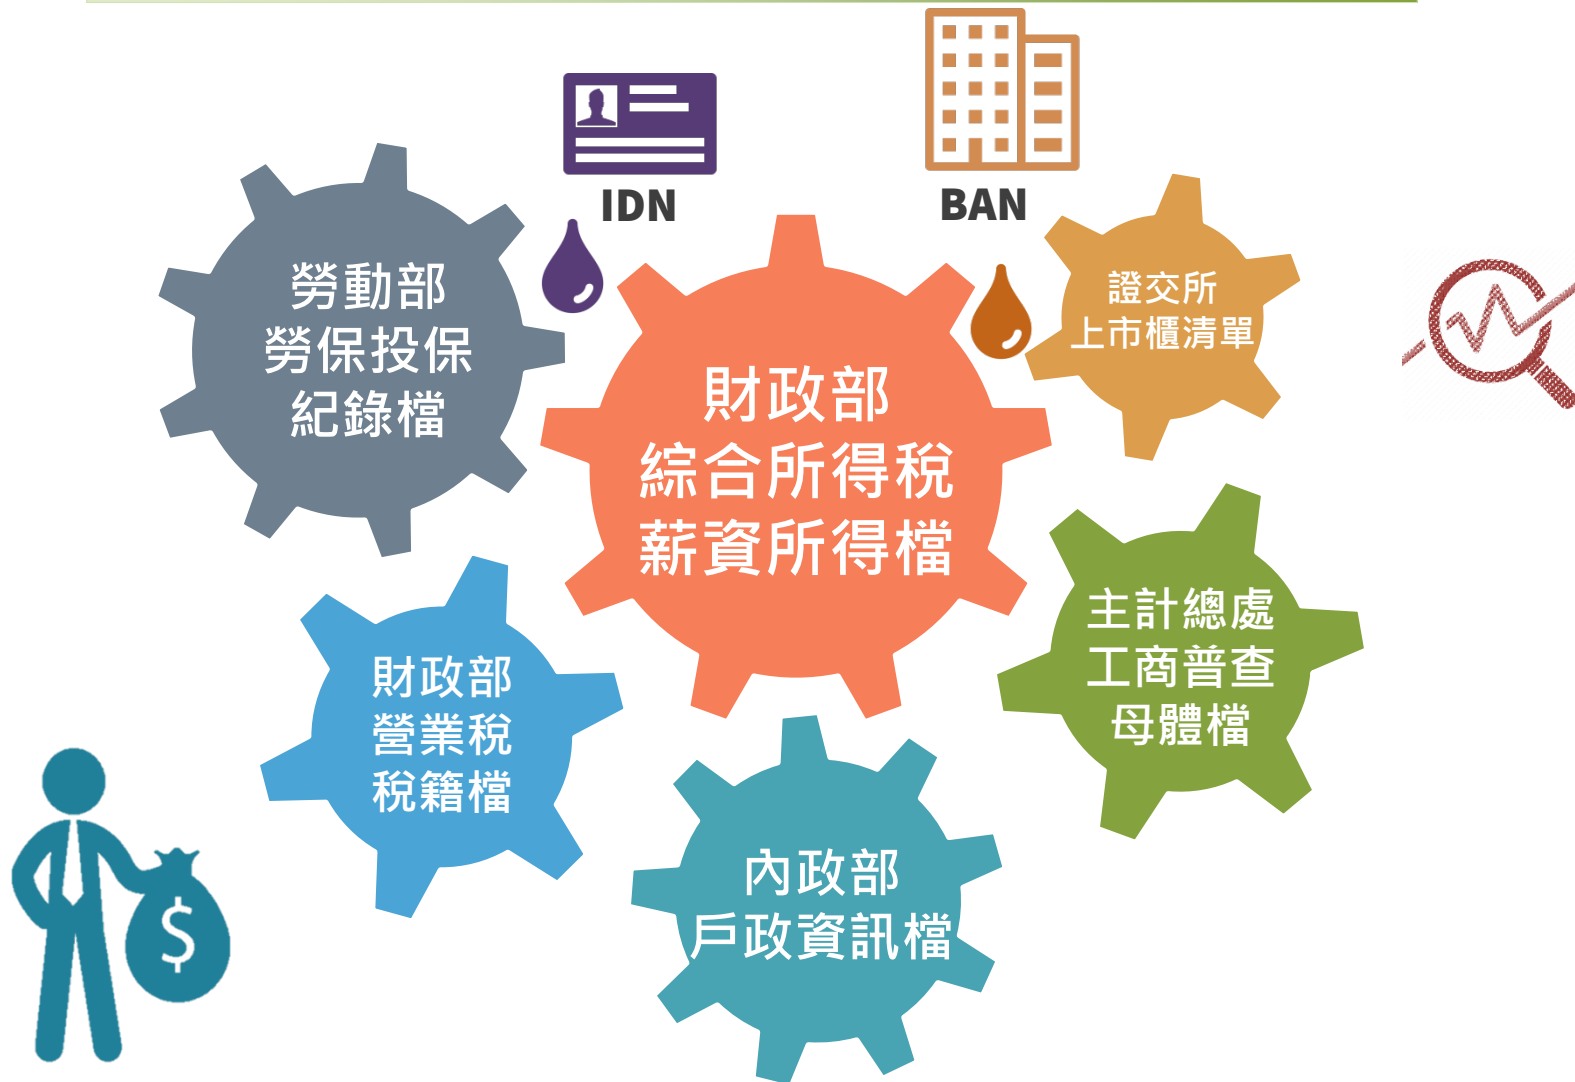 IDN
BAN
勞動部
勞保投保
紀錄檔
財政部
綜合所得稅
薪資所得檔
證交所
上市櫃清單
財政部
營業稅
稅籍檔
主計總處
工商普查
母體檔
內政部
戶政資訊檔
$